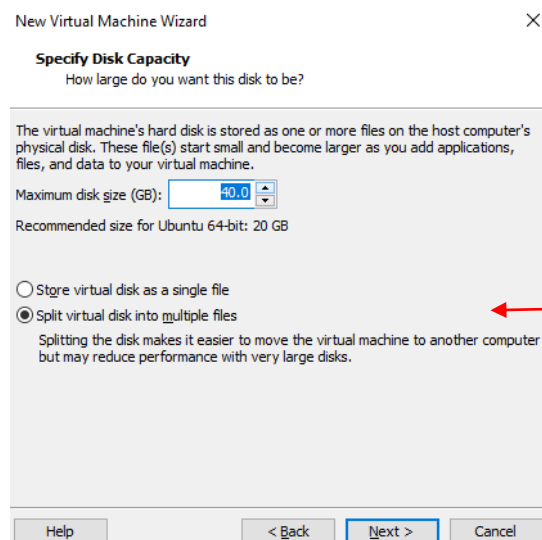 New Virtual Machine Wizard
Specify Disk Capacity
How large do you want this disk to be?
The virtual machine's hard disk is stored as one or more files on the host computer's
physical disk. These file(s) start small and become larger as you add applications,
files, and data to your virtual machine.
Maximum disk size (GB): 40.0
Recommended size for Ubuntu 64-bit: 20 GB
Store virtual disk as a single file
Split virtual disk into multiple files
Splitting the disk makes it easier to move the virtual machine to another computer
but may reduce performance with very large disks.
Help < Back Next > Cancel